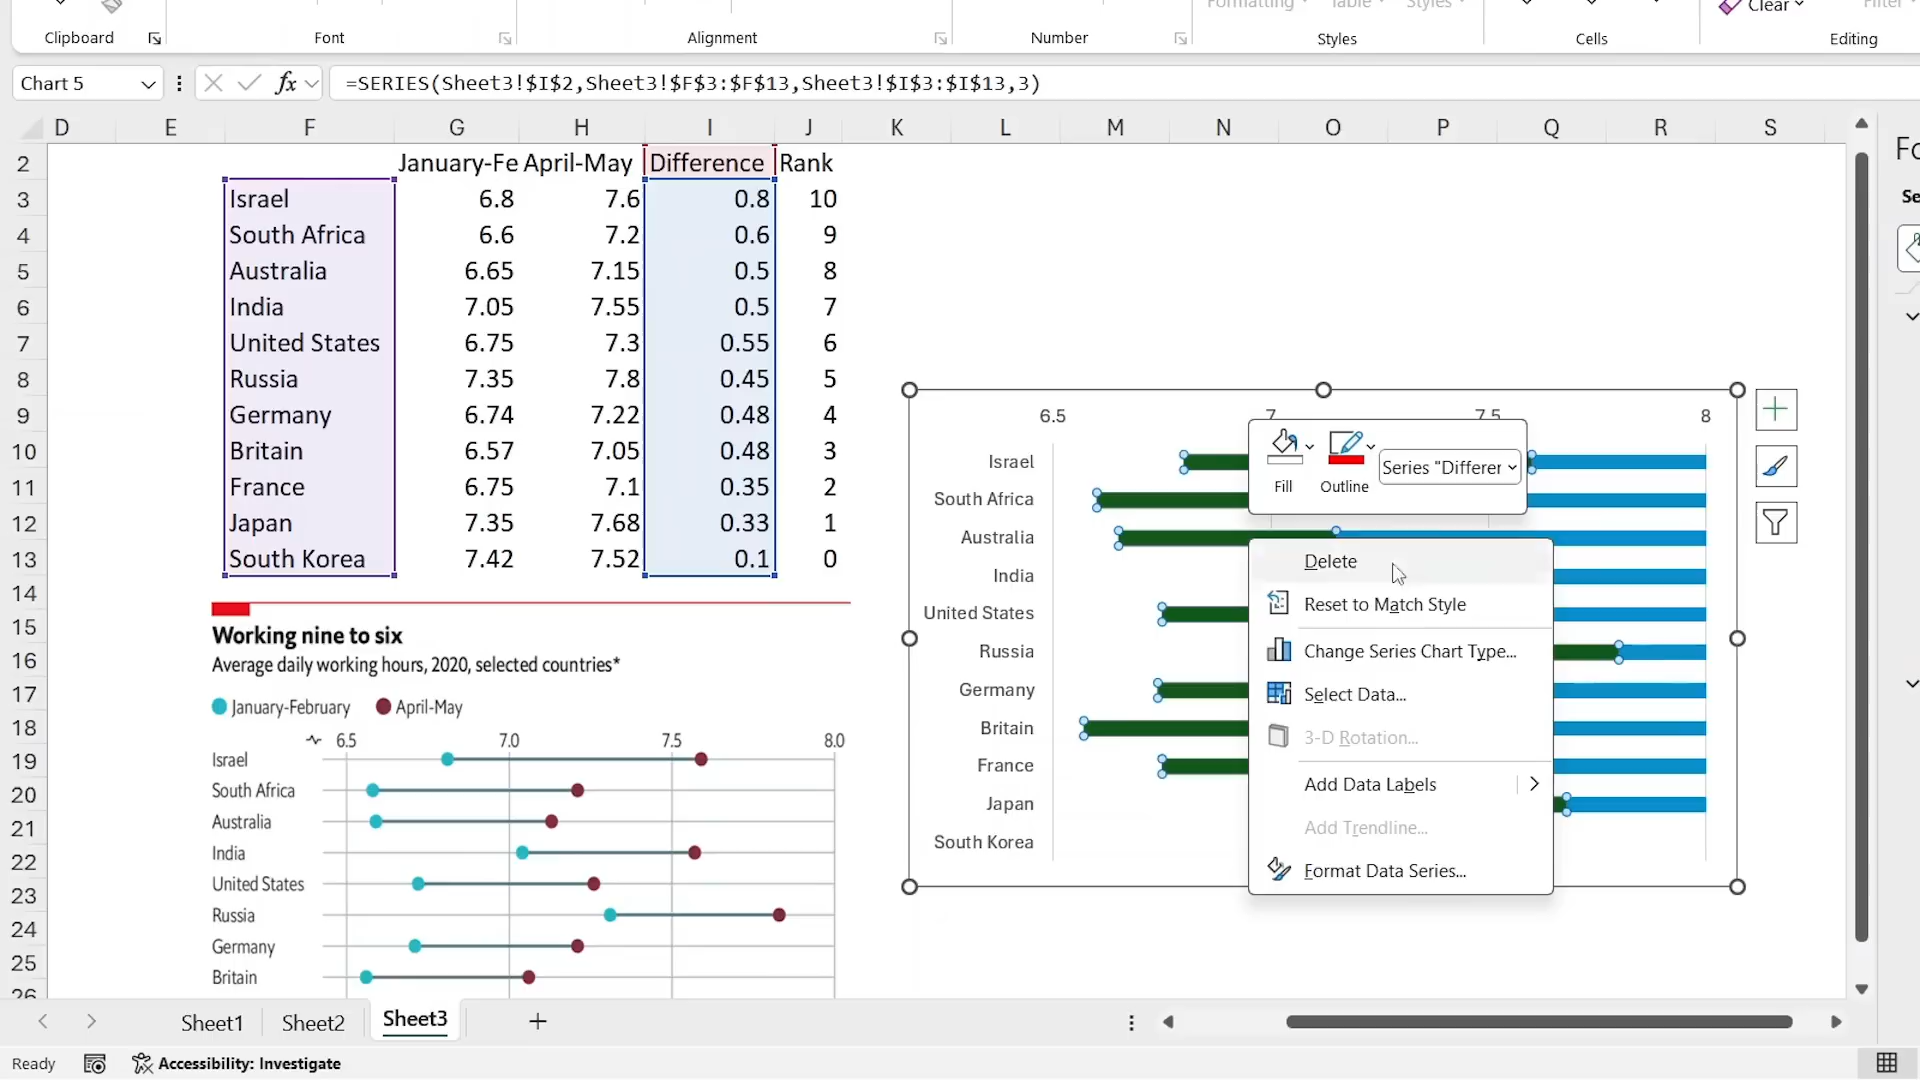 Formatting Table Styles Clear Filter
Clipboard Font Alignment Number Styles Cells Editing
Chart 5 fx =SERIES(Sheet3!$I$2,Sheet3!$F$3:$F$13,Sheet3!$I$3:$I$13,3)
D E F G H I J K L M N O P Q R S
2 January-Fe April-May Difference Rank
3 Israel 6.8 7.6 0.8 10
4 South Africa 6.6 7.2 0.6 9
5 Australia 6.65 7.15 0.5 8
6 India 7.05 7.55 0.5 7
7 United States 6.75 7.3 0.55 6
8 Russia 7.35 7.8 0.45 5
9 Germany 6.74 7.22 0.48 4
10 Britain 6.57 7.05 0.48 3
11 France 6.75 7.1 0.35 2
12 Japan 7.35 7.68 0.33 1
13 South Korea 7.42 7.52 0.1 0
14
15
16
17
18
19
20
21
22
23
24
25
26
Working nine to six
Average daily working hours, 2020, selected countries*
January-February April-May
6.5 7.0 7.5 8.0
Israel
South Africa
Australia
India
United States
Russia
Germany
Britain
6.5 7 7.5 8
Israel
South Africa
Australia
India
United States
Russia
Germany
Britain
France
Japan
South Korea
Series "Differer
Fill Outline
Delete
Reset to Match Style
Change Series Chart Type...
Select Data...
3-D Rotation...
Add Data Labels
Add Trendline...
Format Data Series...
Sheet1 Sheet2 Sheet3
Ready Accessibility: Investigate